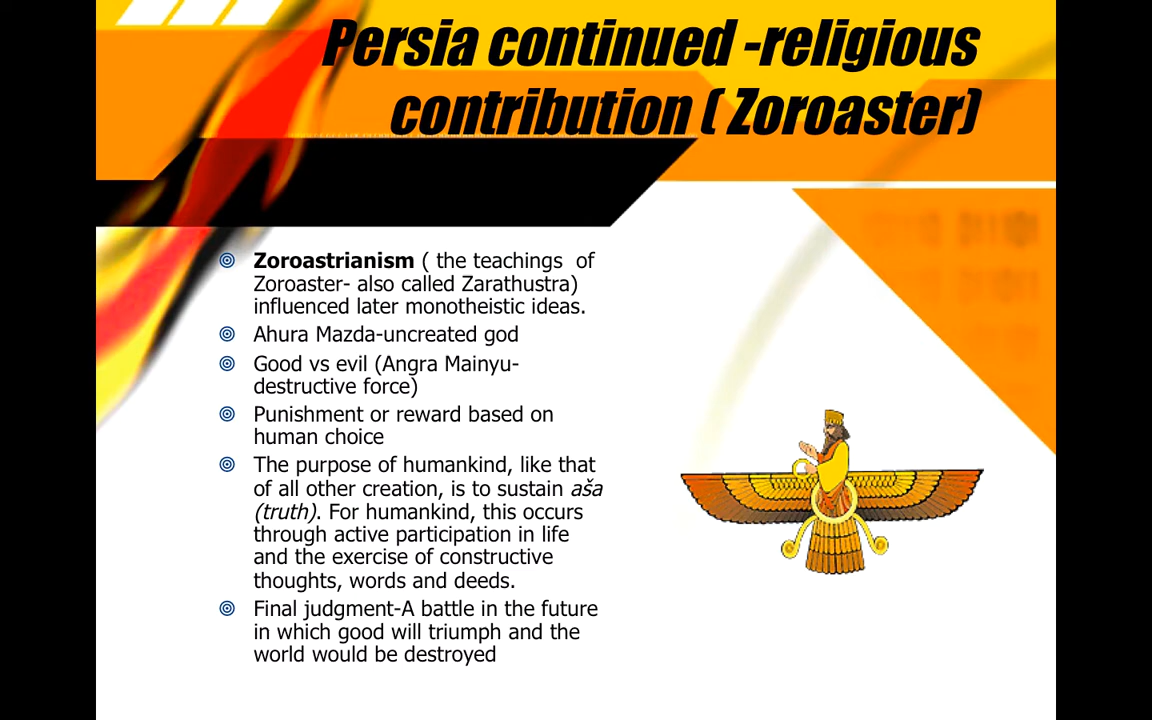 Persia continued -religious
contribution ( Zoroaster)
Zoroastrianism ( the teachings of
Zoroaster- also called Zarathustra)
influenced later monotheistic ideas.
Ahura Mazda-uncreated god
Good vs evil (Angra Mainyu-
destructive force)
Punishment or reward based on
human choice
The purpose of humankind, like that
of all other creation, is to sustain aša
(truth). For humankind, this occurs
through active participation in life
and the exercise of constructive
thoughts, words and deeds.
Final judgment-A battle in the future
in which good will triumph and the
world would be destroyed